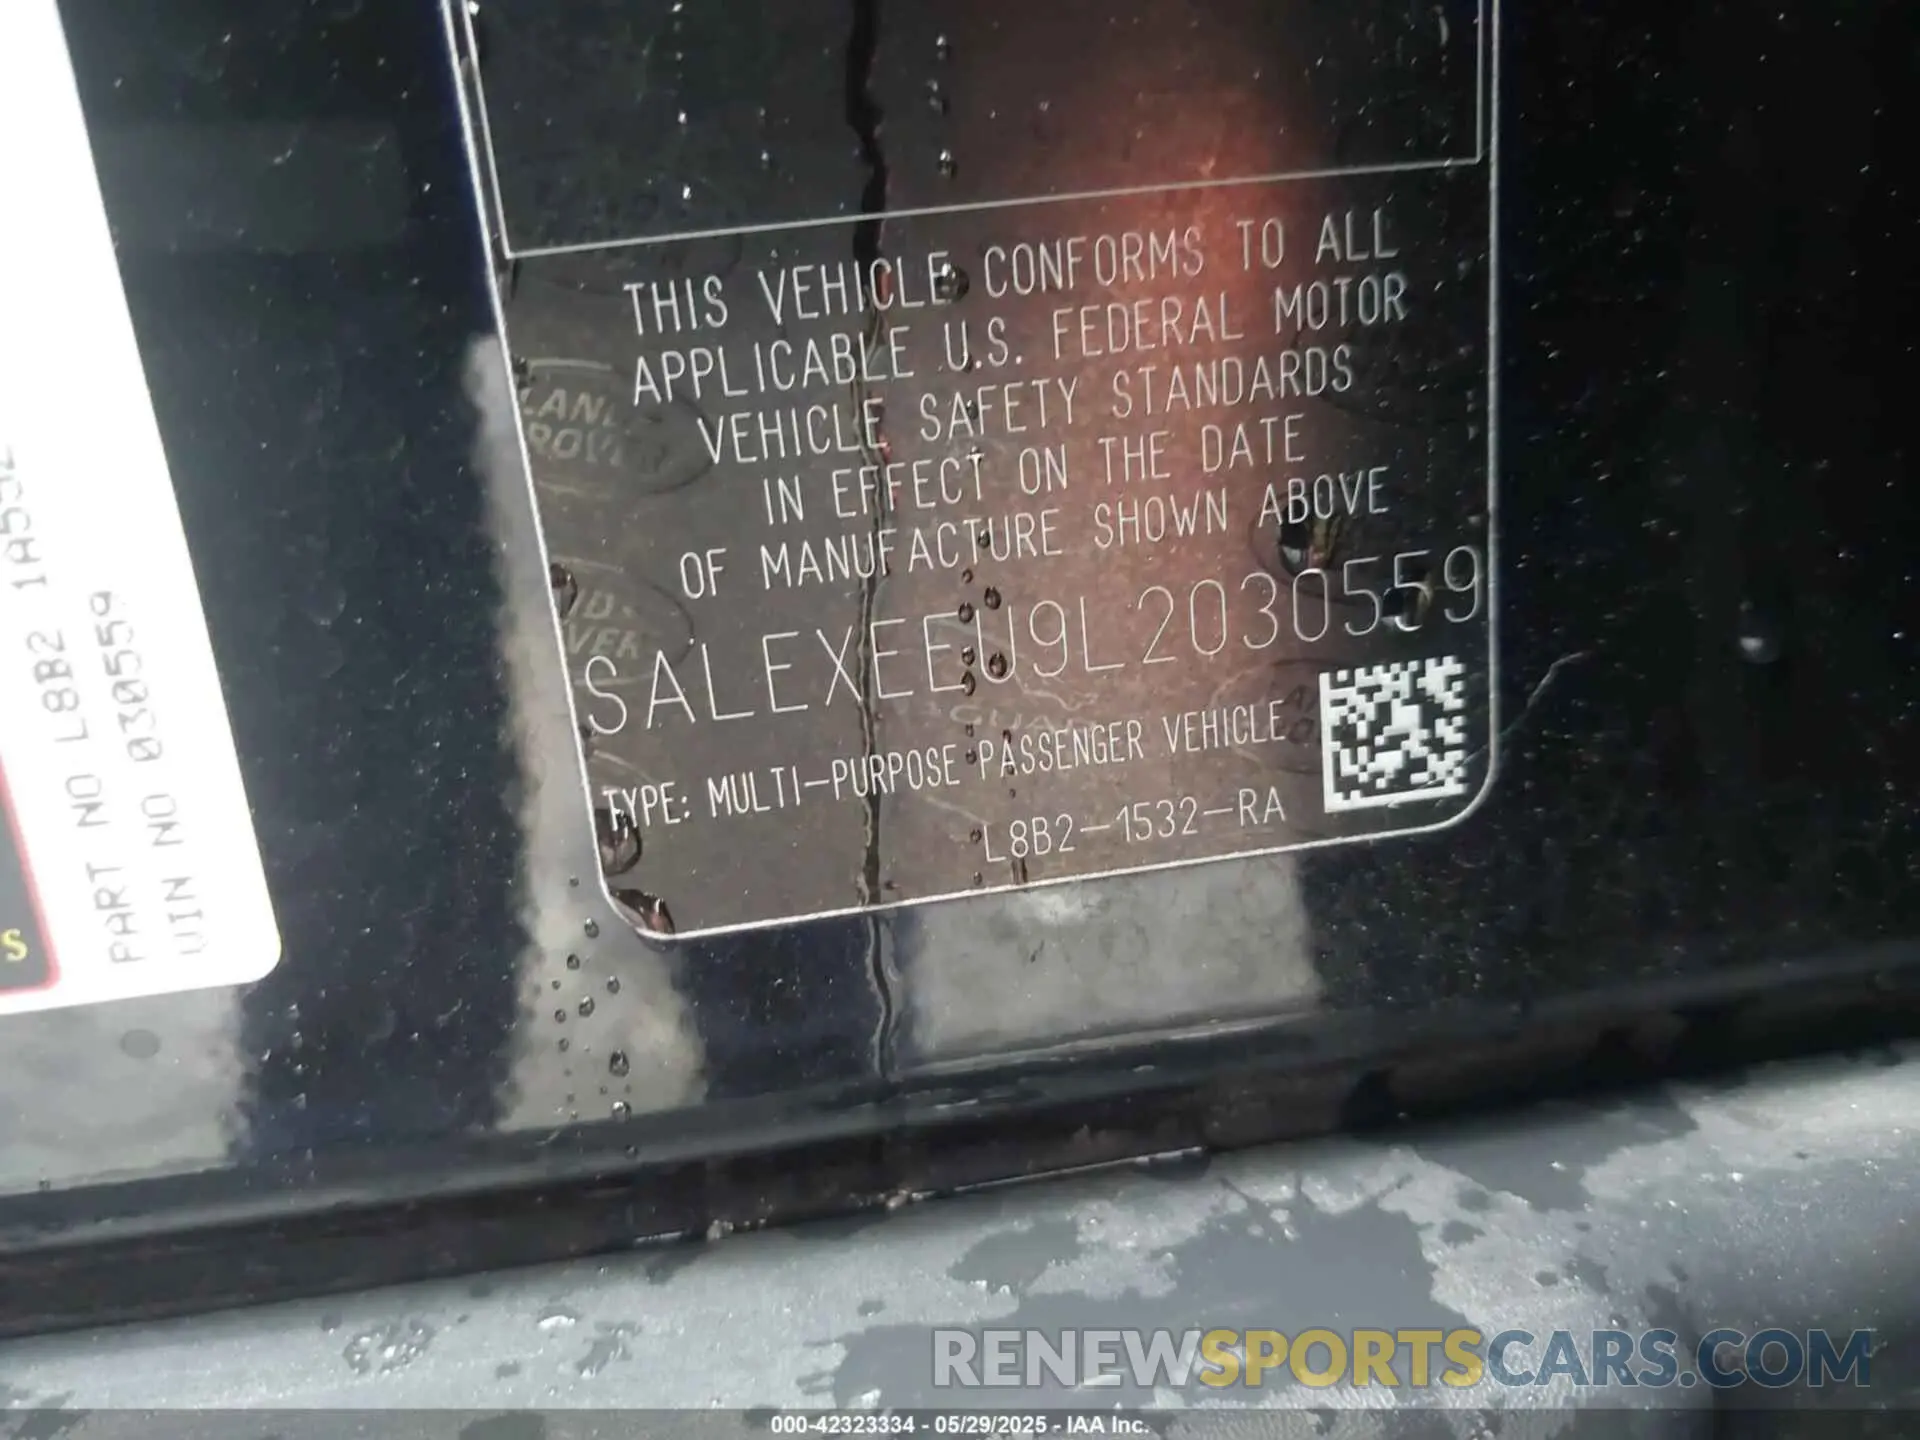 THIS VEHICLE CONFORMS TO ALL
APPLICABLE U.S. FEDERAL MOTOR
VEHICLE SAFETY STANDARDS
IN EFFECT ON THE DATE
OF MANUFACTURE SHOWN ABOVE
SALEXEEU9L2030559
TYPE: MULTI-PURPOSE PASSENGER VEHICLE
L8B2-1532-RA
LAND
ROVER
PART NO L8B2 1A532
VIN NO 030559
S
RENEWSPORTSCARS.COM
000-42323334 - 05/29/2025 - IAA Inc.